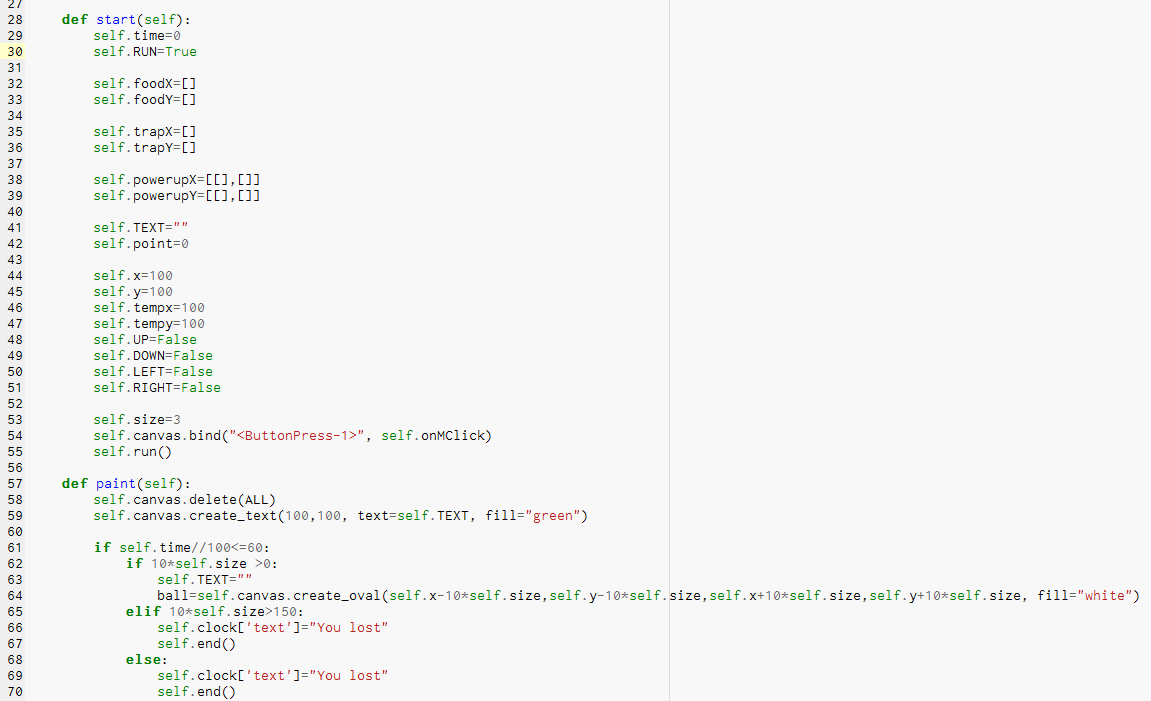 27
28 def start(self):
29 self.time=0
30 self.RUN=True
31
32 self.foodX=[]
33 self.foodY=[]
34
35 self.trapX=[]
36 self.trapY=[]
37
38 self.powerupX=[[],[]]
39 self.powerupY=[[],[]]
40
41 self.TEXT=""
42 self.point=0
43
44 self.x=100
45 self.y=100
46 self.tempx=100
47 self.tempy=100
48 self.UP=False
49 self.DOWN=False
50 self.LEFT=False
51 self.RIGHT=False
52
53 self.size=3
54 self.canvas.bind("<ButtonPress-1>", self.onMClick)
55 self.run()
56
57 def paint(self):
58 self.canvas.delete(ALL)
59 self.canvas.create_text(100,100, text=self.TEXT, fill="green")
60
61 if self.time//100<=60:
62 if 10*self.size >0:
63 self.TEXT=""
64 ball=self.canvas.create_oval(self.x-10*self.size,self.y-10*self.size,self.x+10*self.size,self.y+10*self.size, fill="white")
65 elif 10*self.size>150:
66 self.clock['text']="You lost"
67 self.end()
68 else:
69 self.clock['text']="You lost"
70 self.end()